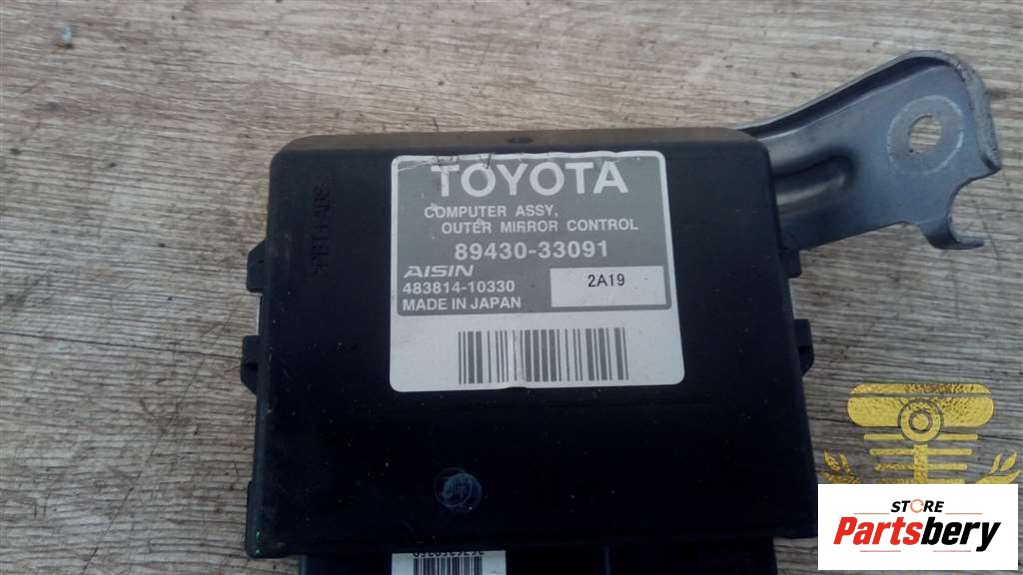 TOYOTA
COMPUTER ASSY,
OUTER MIRROR CONTROL
89430-33091
AISIN
483814-10330
2A19
MADE IN JAPAN
STORE
Partsbery